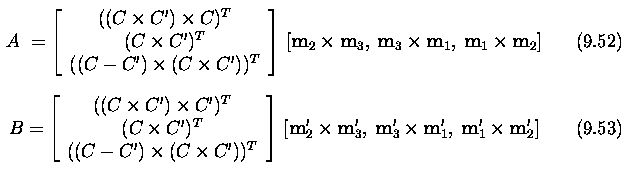 A = [ ((C × C′) × C)ᵀ
(C × C′)ᵀ
((C − C′) × (C × C′))ᵀ ] [m₂ × m₃, m₃ × m₁, m₁ × m₂] (9.52)
B = [ ((C × C′) × C′)ᵀ
(C × C′)ᵀ
((C − C′) × (C × C′))ᵀ ] [m′₂ × m′₃, m′₃ × m′₁, m′₁ × m′₂] (9.53)